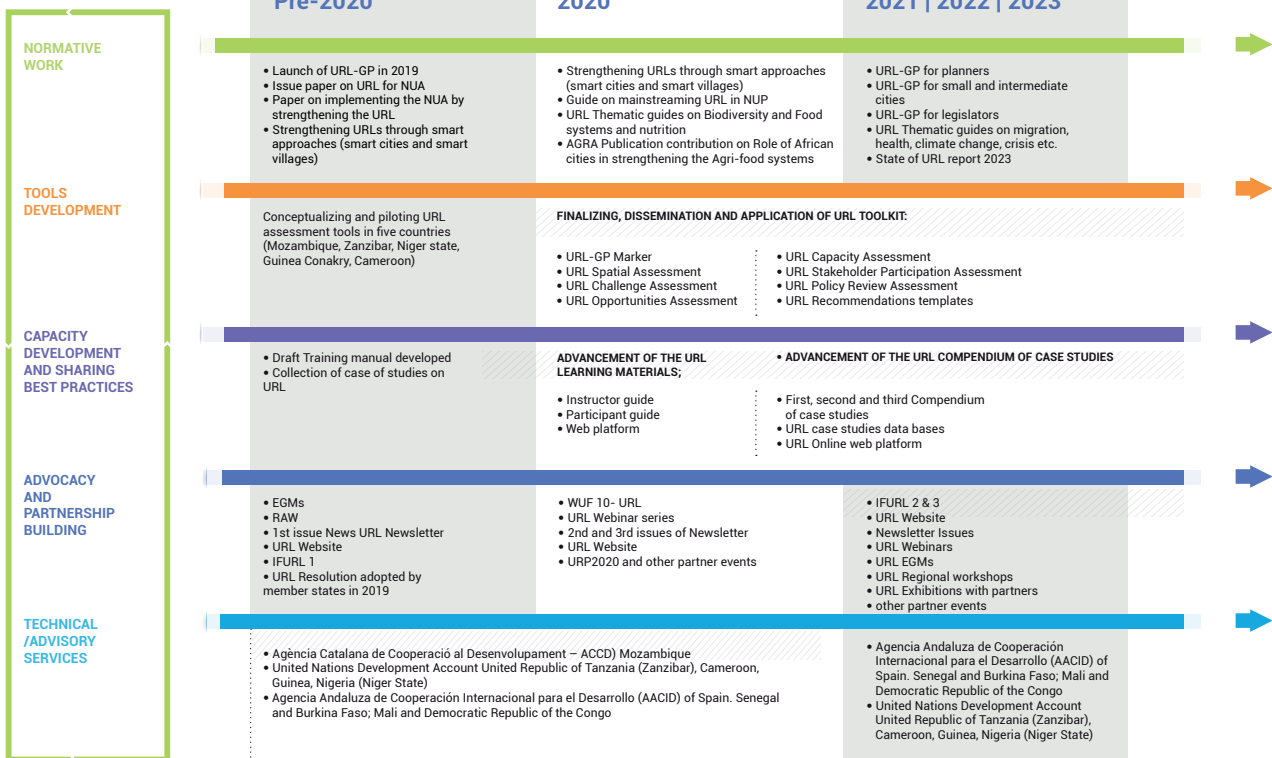 Pre-2020
2020
2021 | 2022 | 2023
NORMATIVE
WORK
• Launch of URL-GP in 2019
• Issue paper on URL for NUA
• Paper on implementing the NUA by
strengthening the URL
• Strengthening URLs through smart
approaches (smart cities and smart
villages)
• Strengthening URLs through smart approaches
(smart cities and smart villages)
• Guide on mainstreaming URL in NUP
• URL Thematic guides on Biodiversity and Food
systems and nutrition
• AGRA Publication contribution on Role of African
cities in strengthening the Agri-food systems
• URL-GP for planners
• URL-GP for small and intermediate
cities
• URL-GP for legislators
• URL Thematic guides on migration,
health, climate change, crisis etc.
• State of URL report 2023
TOOLS
DEVELOPMENT
Conceptualizing and piloting URL
assessment tools in five countries
(Mozambique, Zanzibar, Niger state,
Guinea Conakry, Cameroon)
FINALIZING, DISSEMINATION AND APPLICATION OF URL TOOLKIT:
• URL-GP Marker
• URL Spatial Assessment
• URL Challenge Assessment
• URL Opportunities Assessment
• URL Capacity Assessment
• URL Stakeholder Participation Assessment
• URL Policy Review Assessment
• URL Recommendations templates
CAPACITY
DEVELOPMENT
AND SHARING
BEST PRACTICES
• Draft Training manual developed
• Collection of case of studies on
URL
ADVANCEMENT OF THE URL
LEARNING MATERIALS;
• Instructor guide
• Participant guide
• Web platform
• ADVANCEMENT OF THE URL COMPENDIUM OF CASE STUDIES
• First, second and third Compendium
of case studies
• URL case studies data bases
• URL Online web platform
ADVOCACY
AND
PARTNERSHIP
BUILDING
• EGMs
• RAW
• 1st issue News URL Newsletter
• URL Website
• IFURL 1
• URL Resolution adopted by
member states in 2019
• WUF 10- URL
• URL Webinar series
• 2nd and 3rd issues of Newsletter
• URL Website
• URP2020 and other partner events
• IFURL 2 & 3
• URL Website
• Newsletter Issues
• URL Webinars
• URL EGMs
• URL Regional workshops
• URL Exhibitions with partners
• other partner events
TECHNICAL
/ADVISORY
SERVICES
• Agència Catalana de Cooperació al Desenvolupament – ACCD) Mozambique
• United Nations Development Account United Republic of Tanzania (Zanzibar), Cameroon,
Guinea, Nigeria (Niger State)
• Agencia Andaluza de Cooperación Internacional para el Desarrollo (AACID) of Spain. Senegal
and Burkina Faso; Mali and Democratic Republic of the Congo
• Agencia Andaluza de Cooperación
Internacional para el Desarrollo (AACID) of
Spain. Senegal and Burkina Faso; Mali and
Democratic Republic of the Congo
• United Nations Development Account
United Republic of Tanzania (Zanzibar),
Cameroon, Guinea, Nigeria (Niger State)